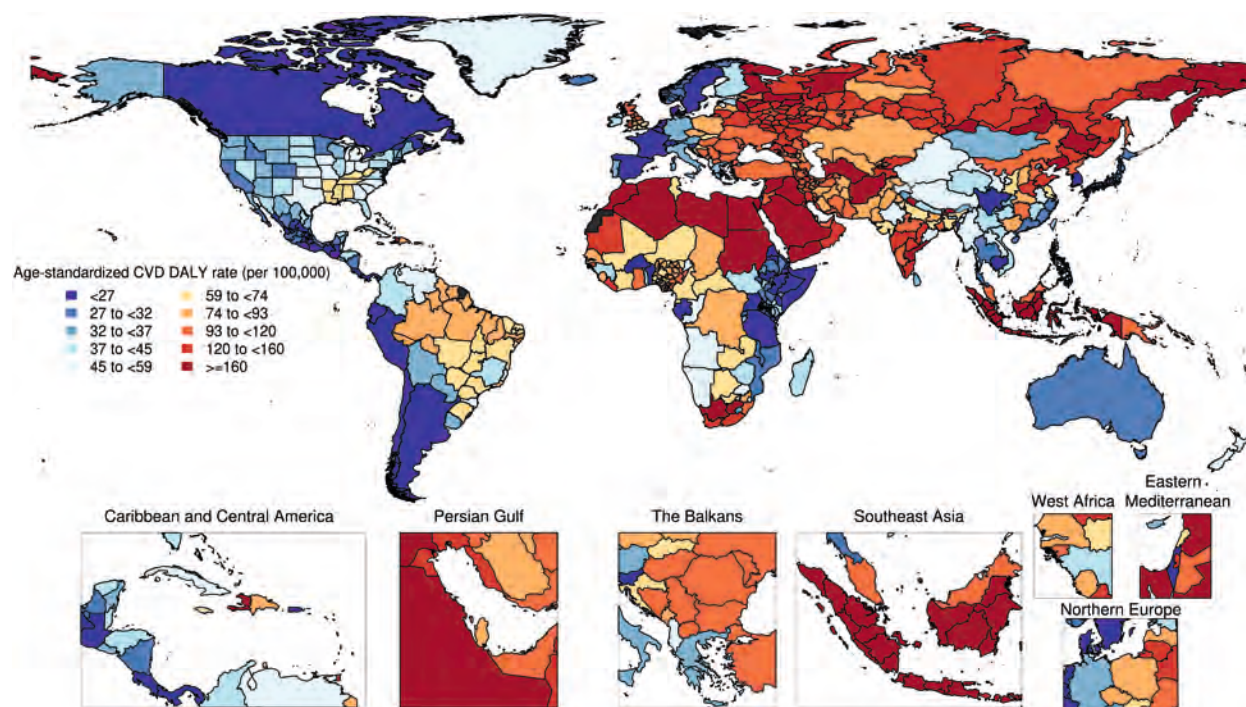 Age-standardized CVD DALY rate (per 100,000)
<27
27 to <32
32 to <37
37 to <45
45 to <59
59 to <74
74 to <93
93 to <120
120 to <160
>=160
Caribbean and Central America
Persian Gulf
The Balkans
Southeast Asia
West Africa
Eastern
Mediterranean
Northern Europe